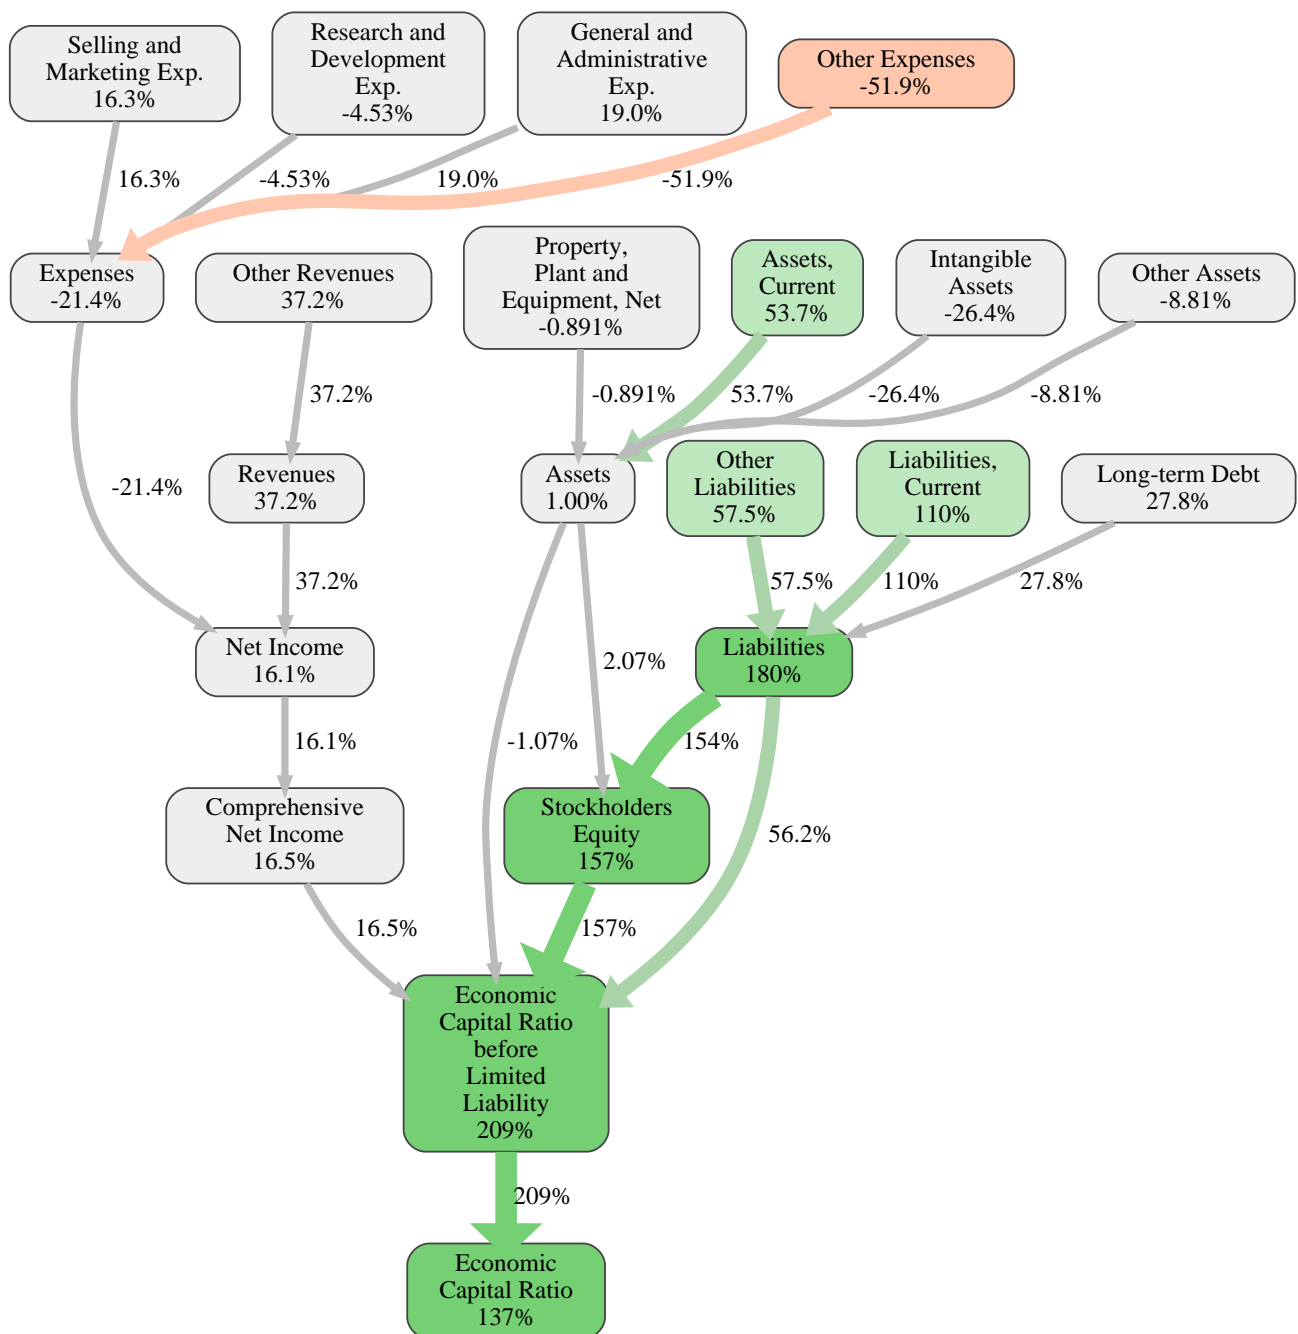 Selling and
Marketing Exp.
16.3%
Research and
Development
Exp.
-4.53%
General and
Administrative
Exp.
19.0%
Other Expenses
-51.9%
16.3%
-4.53%
19.0%
-51.9%
Expenses
-21.4%
Other Revenues
37.2%
Property,
Plant and
Equipment, Net
-0.891%
Assets,
Current
53.7%
Intangible
Assets
-26.4%
Other Assets
-8.81%
37.2%
-0.891%
53.7%
-26.4%
-8.81%
-21.4%
Revenues
37.2%
Assets
1.00%
Other
Liabilities
57.5%
Liabilities,
Current
110%
Long-term Debt
27.8%
37.2%
57.5%
110%
27.8%
Net Income
16.1%
2.07%
Liabilities
180%
16.1%
-1.07%
154%
Comprehensive
Net Income
16.5%
Stockholders
Equity
157%
56.2%
16.5%
157%
Economic
Capital Ratio
before
Limited
Liability
209%
209%
Economic
Capital Ratio
137%